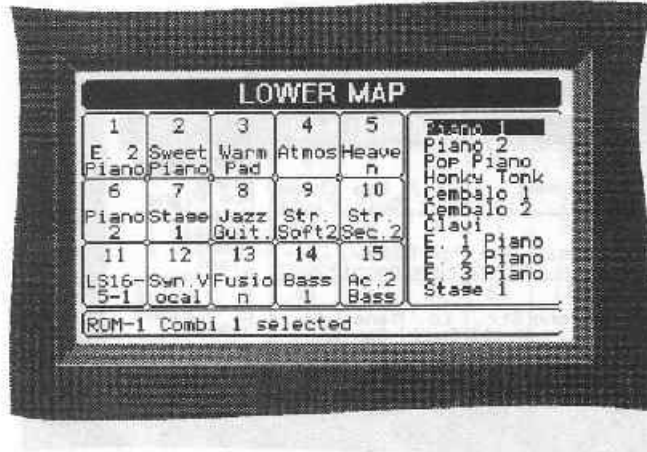 LOWER MAP
1 2 3 4 5
E. 2 Sweet Warm Atmos Heave
Piano Piano Pad n
6 7 8 9 10
Piano Stage Jazz Str. Str.
2 1 Guit. Soft2 Sec.2
11 12 13 14 15
LS16- Syn.V Fusio Bass Ac.2
5-1 ocal n 1 Bass
Piano 1
Piano 2
Pop Piano
Honky Tonk
Cembalo 1
Cembalo 2
Clavi
E. 1 Piano
E. 2 Piano
E. 3 Piano
Stage 1
ROM-1 Combi 1 selected